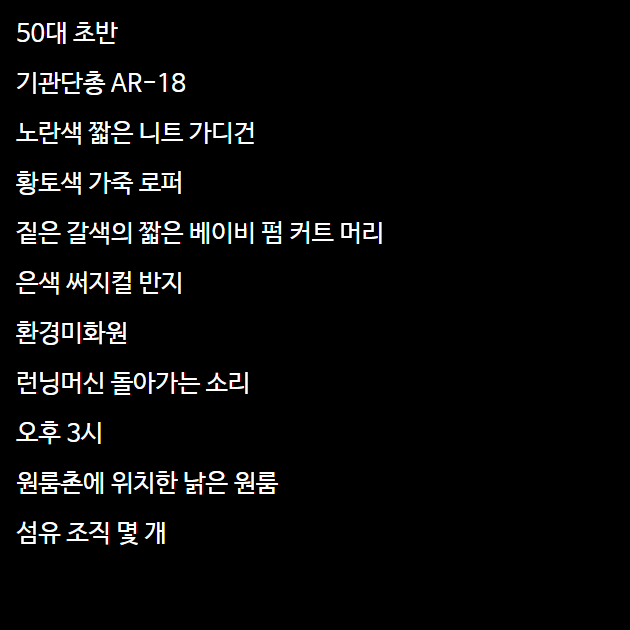 50대 초반
기관단총 AR-18
노란색 짧은 니트 가디건
황토색 가죽 로퍼
짙은 갈색의 짧은 베이비 펌 커트 머리
은색 써지컬 반지
환경미화원
런닝머신 돌아가는 소리
오후 3시
원룸촌에 위치한 낡은 원룸
섬유 조직 몇 개